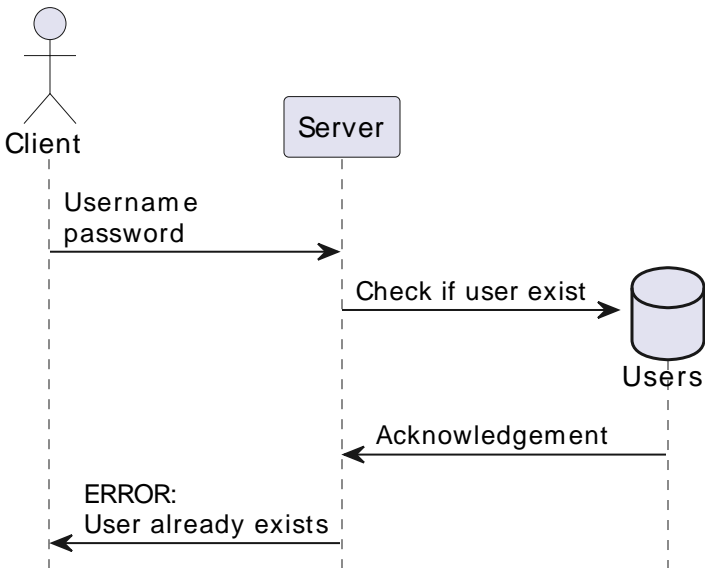 Client
Server
Username
password
Check if user exist
Users
Acknowledgement
ERROR:
User already exists